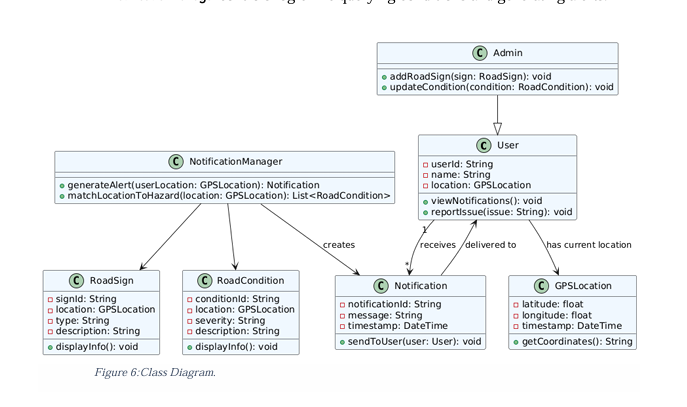 C Admin
addRoadSign(sign: RoadSign): void
updateCondition(condition: RoadCondition): void
C User
userId: String
name: String
location: GPSLocation
viewNotifications(): void
reportIssue(issue: String): void
C NotificationManager
generateAlert(userLocation: GPSLocation): Notification
matchLocationToHazard(location: GPSLocation): List<RoadCondition>
1
creates
receives
delivered to
has current location
*
C RoadSign
signId: String
location: GPSLocation
type: String
description: String
displayInfo(): void
C RoadCondition
conditionId: String
location: GPSLocation
severity: String
description: String
displayInfo(): void
C Notification
notificationId: String
message: String
timestamp: DateTime
sendToUser(user: User): void
C GPSLocation
latitude: float
longitude: float
timestamp: DateTime
getCoordinates(): String
Figure 6:Class Diagram.